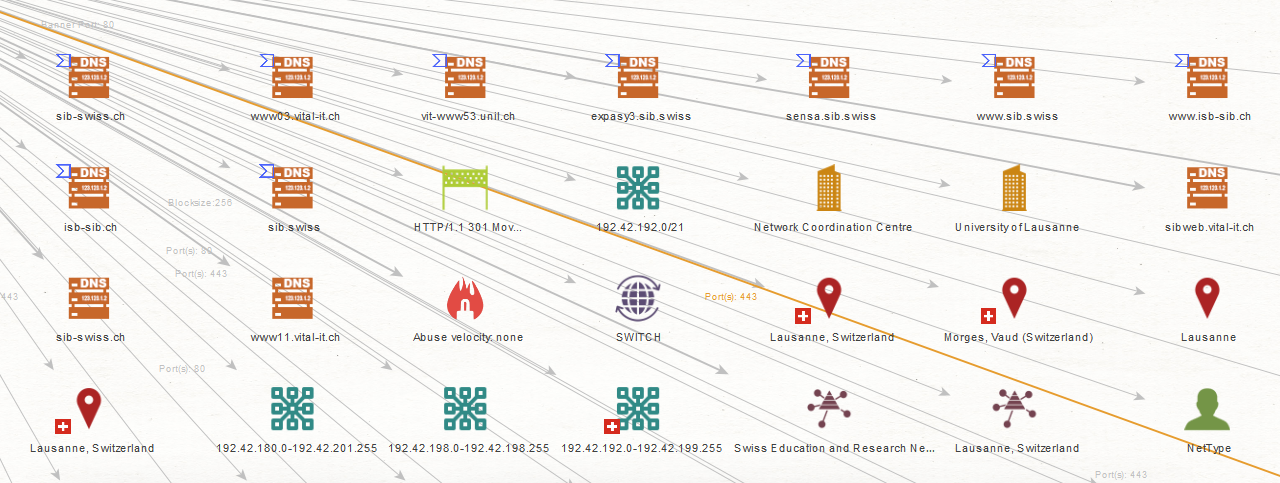 Banner Port: 80
DNS DNS DNS DNS DNS DNS DNS
123.123.1.2 123.123.1.2 123.123.1.2 123.123.1.2 123.123.1.2 123.123.1.2 123.123.1.2
sib-swiss.ch www03.vital-it.ch vit-www53.unil.ch expasy3.sib.swiss sensa.sib.swiss www.sib.swiss www.isb-sib.ch
DNS DNS DNS
123.123.1.2 123.123.1.2 123.123.1.2
Blocksize:256
isb-sib.ch sib.swiss HTTP/1.1 301 Mov... 192.42.192.0/21 Network Coordination Centre University of Lausanne sibweb.vital-it.ch
Port(s): 80
Port(s): 443
DNS DNS
123.123.1.2 123.123.1.2
443 Port(s): 443
sib-swiss.ch www11.vital-it.ch Abuse velocity: none SWITCH Lausanne, Switzerland Morges, Vaud (Switzerland) Lausanne
Port(s): 80
Lausanne, Switzerland 192.42.180.0-192.42.201.255 192.42.198.0-192.42.198.255 192.42.192.0-192.42.199.255 Swiss Education and Research Ne... Lausanne, Switzerland NetType
Port(s): 443